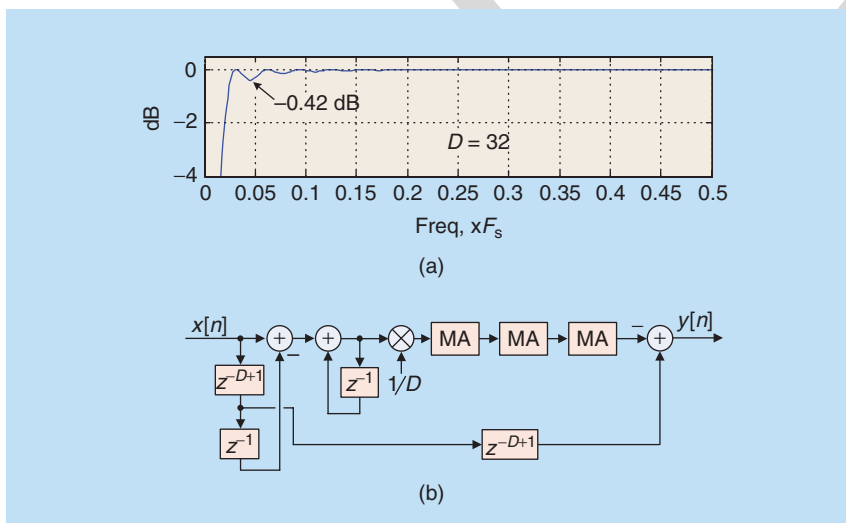 0
−0.42 dB
dB
−2
D = 32
−4
0 0.05 0.1 0.15 0.2 0.25 0.3 0.35 0.4 0.45 0.5
Freq, xFs
(a)
x[n]
+
−
+
MA
MA
MA
−
+
y[n]
z−D+1
z−1
1/D
z−1
z−D+1
(b)